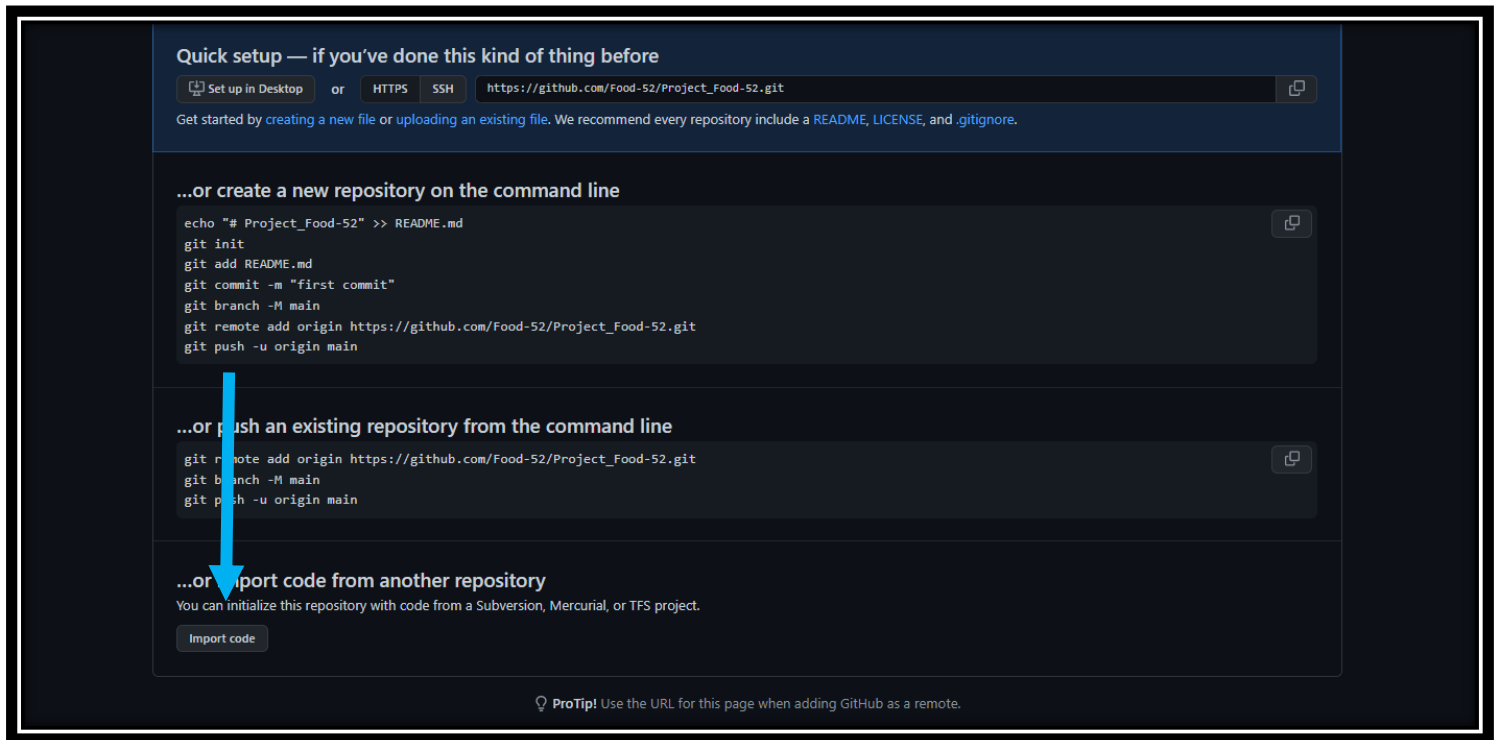 Quick setup — if you've done this kind of thing before
Set up in Desktop or HTTPS SSH https://github.com/Food-52/Project_Food-52.git
Get started by creating a new file or uploading an existing file. We recommend every repository include a README, LICENSE, and .gitignore.
...or create a new repository on the command line
echo "# Project_Food-52" >> README.md
git init
git add README.md
git commit -m "first commit"
git branch -M main
git remote add origin https://github.com/Food-52/Project_Food-52.git
git push -u origin main
...or push an existing repository from the command line
git remote add origin https://github.com/Food-52/Project_Food-52.git
git branch -M main
git push -u origin main
...or import code from another repository
You can initialize this repository with code from a Subversion, Mercurial, or TFS project.
Import code
ProTip! Use the URL for this page when adding GitHub as a remote.